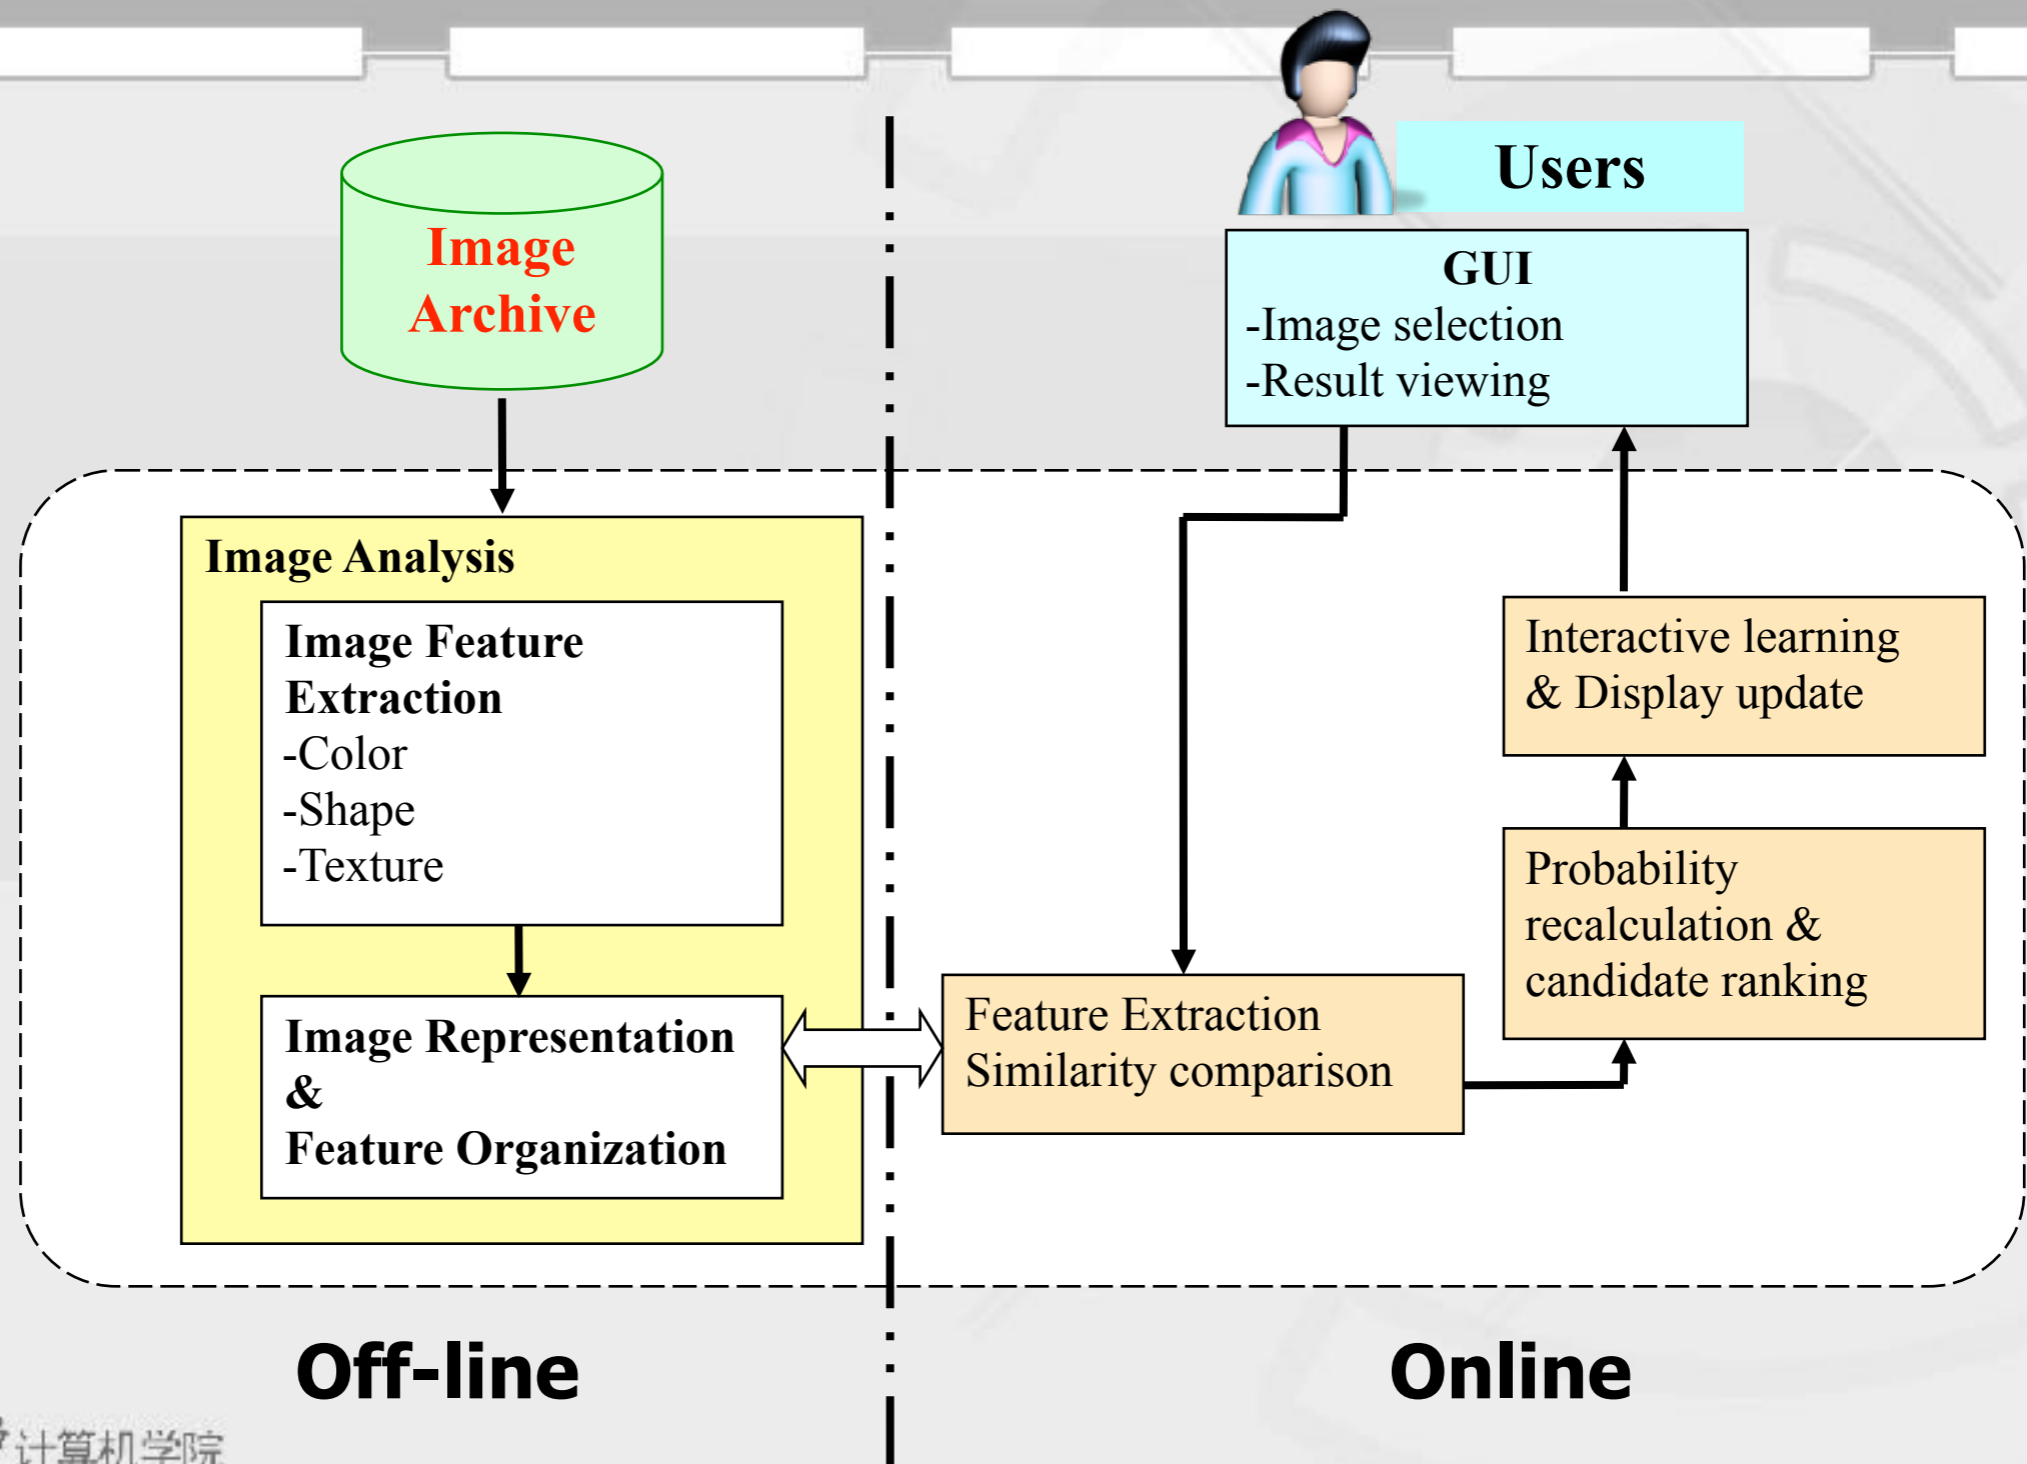 Image
Archive
Users
GUI
-Image selection
-Result viewing
Image Analysis
Image Feature
Extraction
-Color
-Shape
-Texture
Image Representation
&
Feature Organization
Feature Extraction
Similarity comparison
Interactive learning
& Display update
Probability
recalculation &
candidate ranking
Off-line
Online
计算机学院